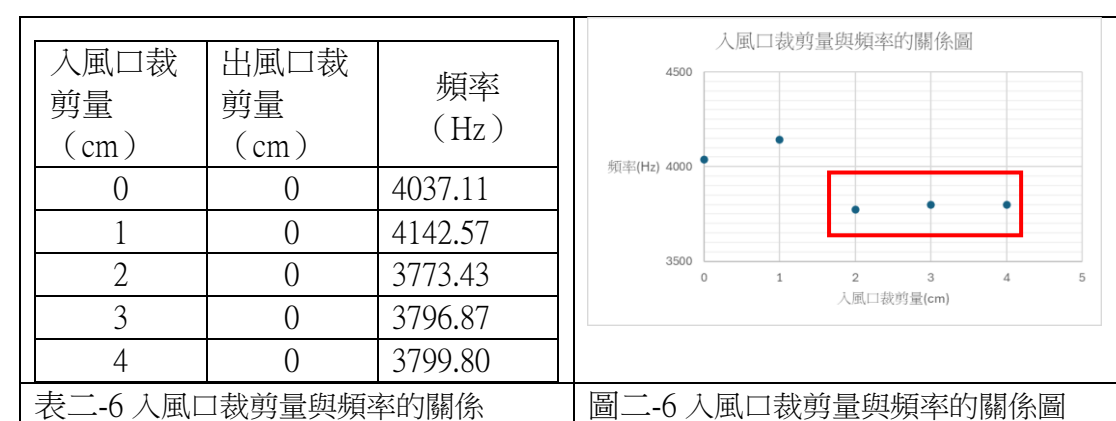 入風口裁
剪量
（cm）
出風口裁
剪量
（cm）
頻率
（Hz）
0 0 4037.11
1 0 4142.57
2 0 3773.43
3 0 3796.87
4 0 3799.80
表二-6 入風口裁剪量與頻率的關係
入風口裁剪量與頻率的關係圖
4500
頻率(Hz) 4000
3500
0 1 2 3 4 5
入風口裁剪量(cm)
圖二-6 入風口裁剪量與頻率的關係圖